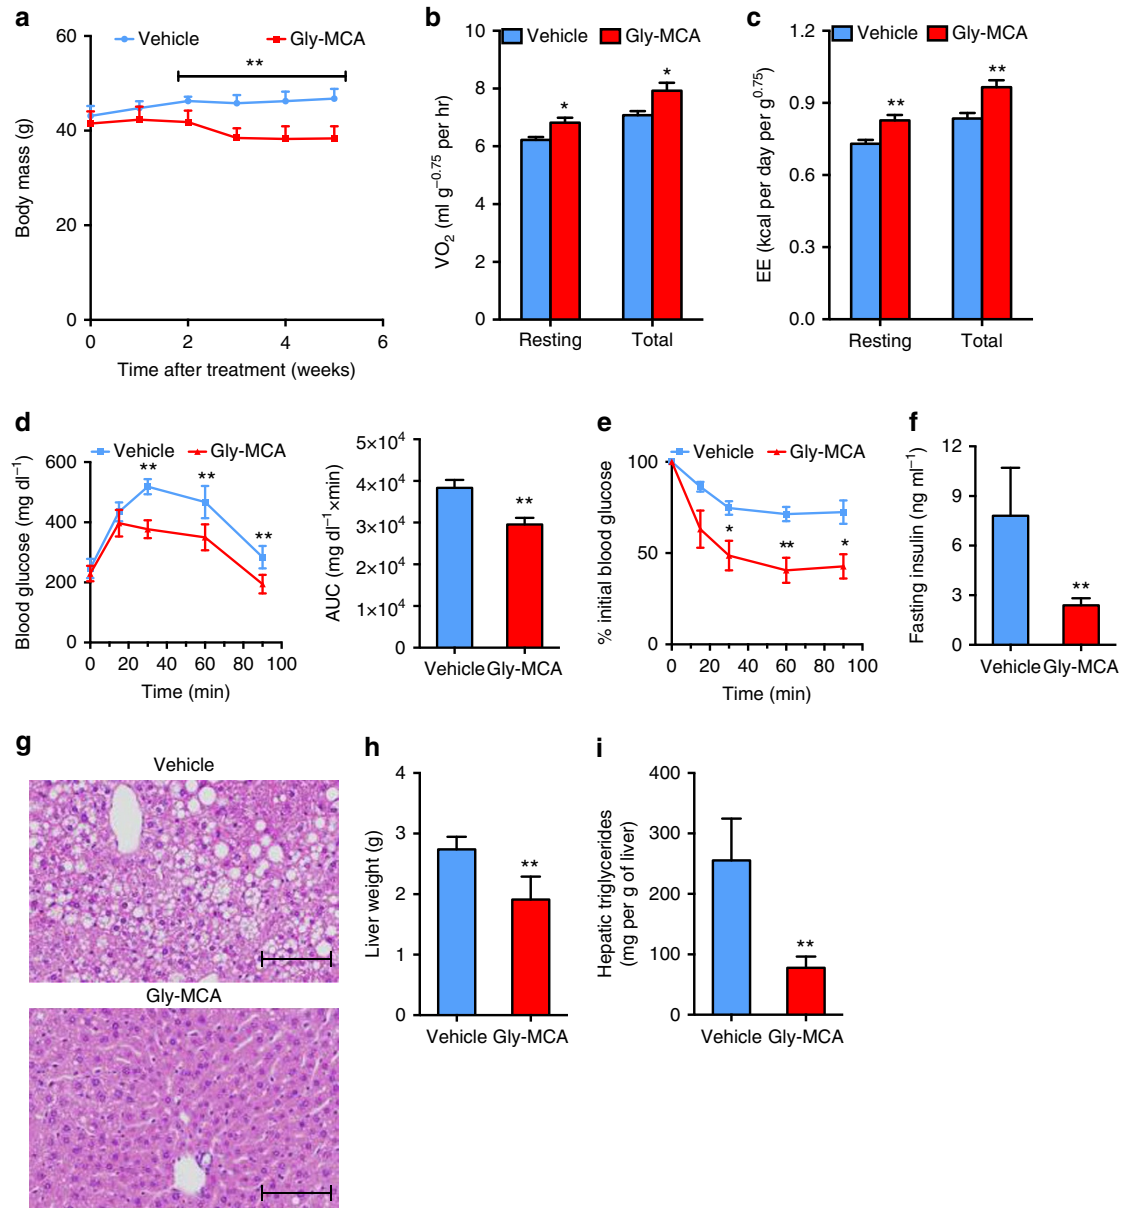 a
Vehicle
Gly-MCA
**
60
40
20
0
Body mass (g)
0
2
4
6
Time after treatment (weeks)
b
Vehicle
Gly-MCA
10
8
6
4
2
0
VO₂ (ml g⁻⁰·⁷⁵ per hr)
*
*
Resting
Total
c
Vehicle
Gly-MCA
1.2
0.9
0.6
0.3
0.0
EE (kcal per day per g⁰·⁷⁵)
**
**
Resting
Total
d
Vehicle
Gly-MCA
600
400
200
0
Blood glucose (mg dl⁻¹)
**
**
**
0
20
40
60
80
100
Time (min)
5×10⁴
4×10⁴
3×10⁴
2×10⁴
1×10⁴
0
AUC (mg dl⁻¹×min)
**
Vehicle
Gly-MCA
e
Vehicle
Gly-MCA
100
50
0
% initial blood glucose
*
**
*
0
20
40
60
80
100
Time (min)
f
12
9
6
3
0
Fasting insulin (ng ml⁻¹)
**
Vehicle
Gly-MCA
g
Vehicle
Gly-MCA
h
4
3
2
1
0
Liver weight (g)
**
Vehicle
Gly-MCA
i
400
300
200
100
0
Hepatic triglycerides
(mg per g of liver)
**
Vehicle
Gly-MCA